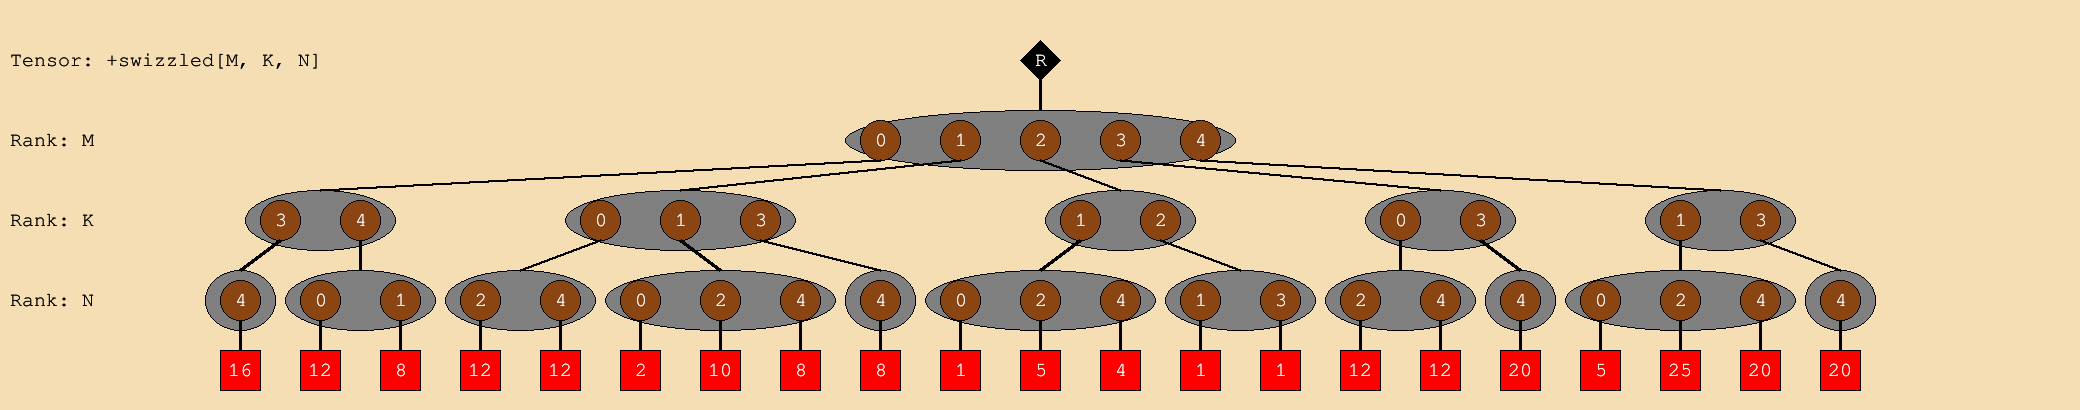 Tensor: +swizzled[M, K, N]
R
Rank: M
0 1 2 3 4
Rank: K
3 4 0 1 3 1 2 0 3 1 3
Rank: N
4 0 1 2 4 0 2 4 4 0 2 4 1 3 2 4 4 0 2 4 4
16 12 8 12 12 2 10 8 8 1 5 4 1 1 12 12 20 5 25 20 20